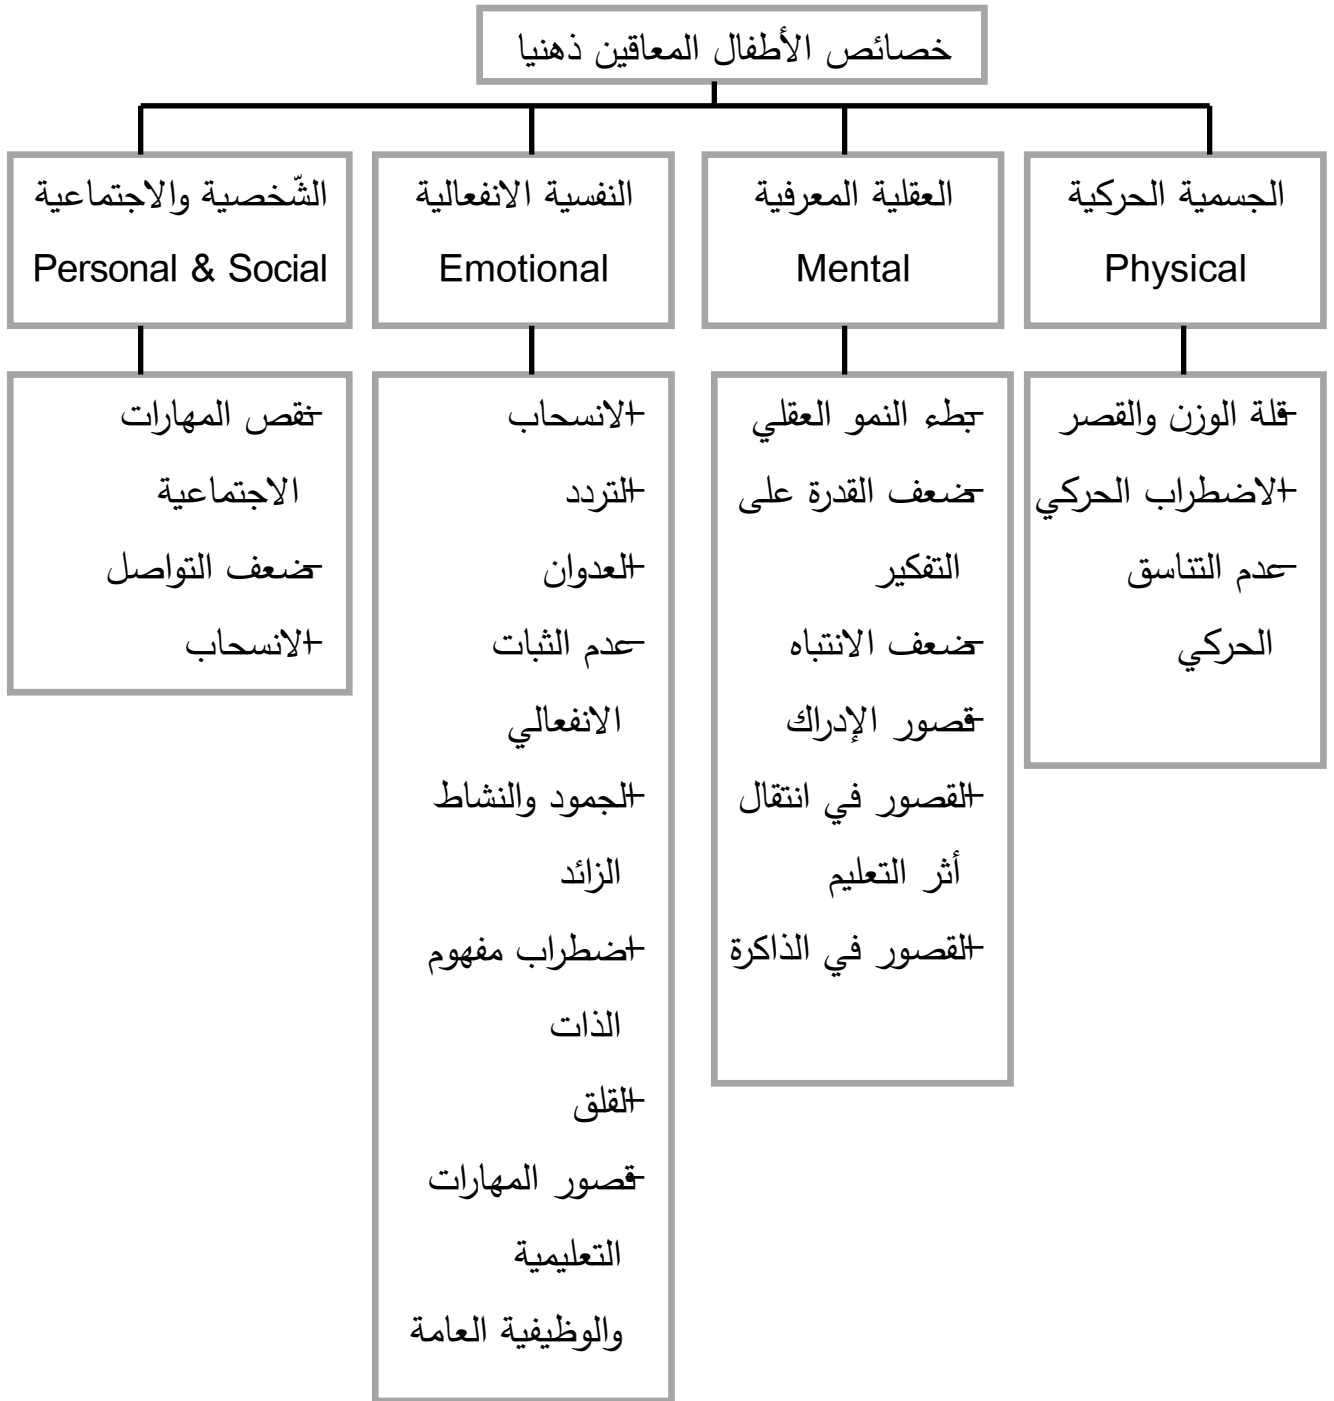 خصائص الأطفال المعاقين ذهنيا
الجسمية الحركية
Physical
العقلية المعرفية
Mental
النفسية الانفعالية
Emotional
الشّخصية والاجتماعية
Personal & Social
-قلة الوزن والقصر
-الاضطراب الحركي
-عدم التناسق
الحركي
-بطء النمو العقلي
-ضعف القدرة على
التفكير
-ضعف الانتباه
-قصور الإدراك
-القصور في انتقال
أثر التعليم
-القصور في الذاكرة
-الانسحاب
-التردد
-العدوان
-عدم الثبات
الانفعالي
-الجمود والنشاط
الزائد
-اضطراب مفهوم
الذات
-القلق
-قصور المهارات
التعليمية
والوظيفية العامة
-نقص المهارات
الاجتماعية
-ضعف التواصل
-الانسحاب